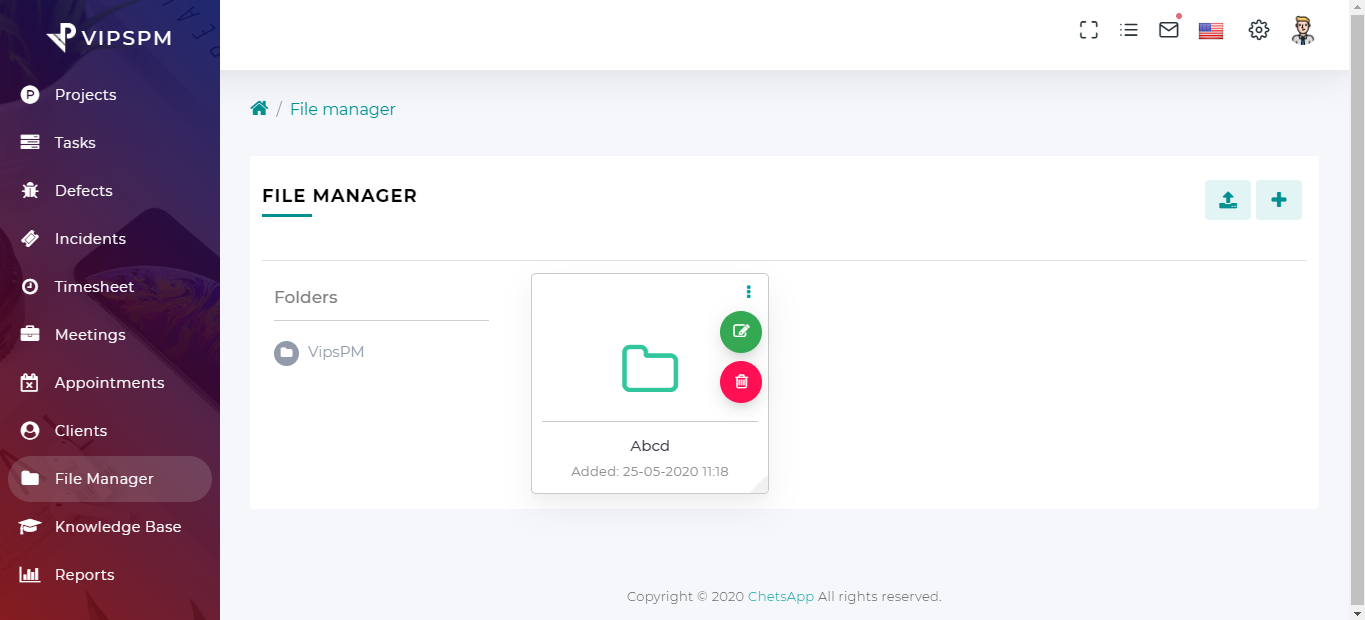 VIPSPM
Projects
Tasks
Defects
Incidents
Timesheet
Meetings
Appointments
Clients
File Manager
Knowledge Base
Reports
/ File manager
FILE MANAGER
Folders
VipsPM
Abcd
Added: 25-05-2020 11:18
Copyright © 2020 ChetsApp All rights reserved.